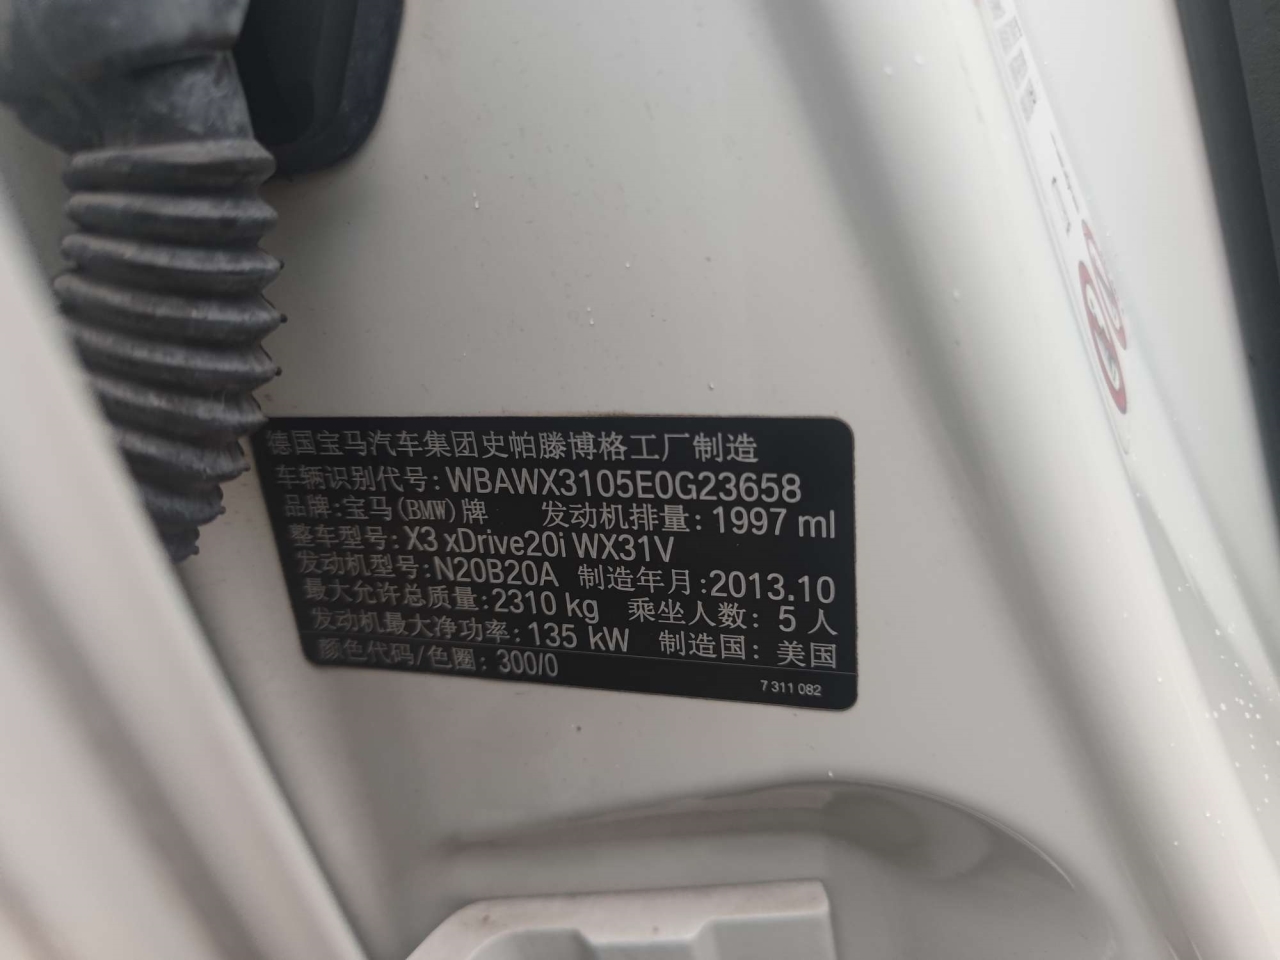 德国宝马汽车集团史帕滕博格工厂制造
车辆识别代号: WBAWX3105E0G23658
品牌: 宝马(BMW)牌 发动机排量: 1997 ml
整车型号: X3 xDrive20i WX31V
发动机型号: N20B20A 制造年月: 2013.10
最大允许总质量: 2310 kg 乘坐人数: 5 人
发动机最大净功率: 135 kW 制造国: 美国
颜色代码/色圈: 300/0
7 311 082